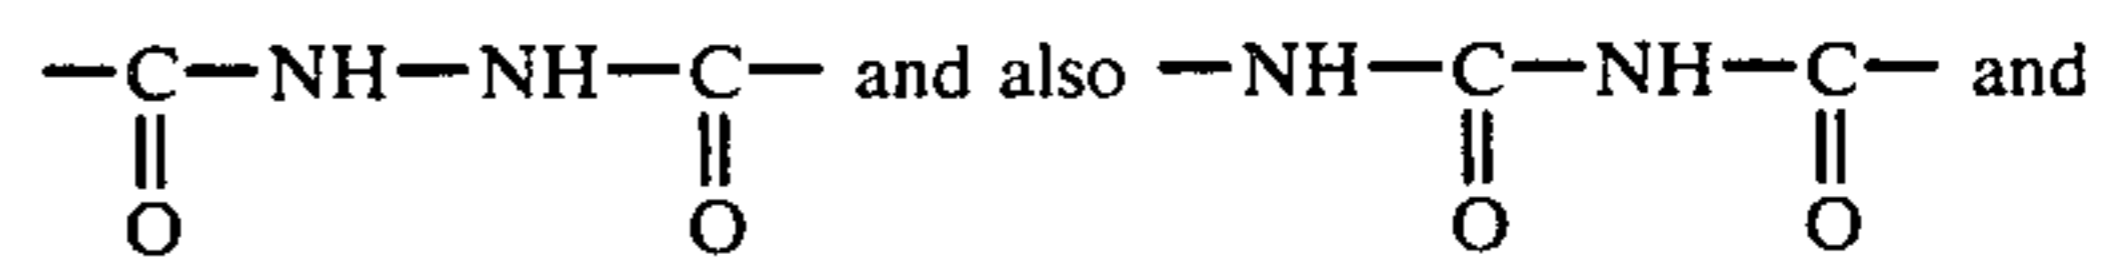 —C—NH—NH—C— and also —NH—C—NH—C— and
‖ ‖ ‖ ‖
O O O O